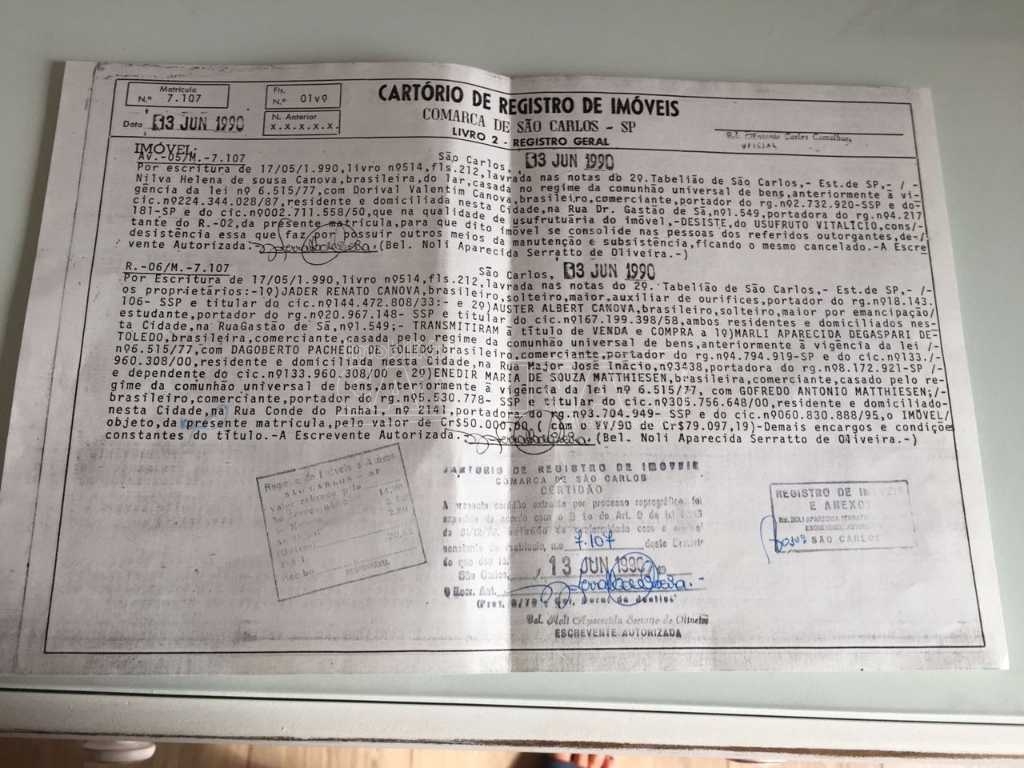 Matrícula
N.º 7.107
Fls.
N.º 01vº
Data 13 JUN 1990
N. Anterior
x.x.x.x.x.
CARTÓRIO DE REGISTRO DE IMÓVEIS
COMARCA DE SÃO CARLOS - SP
LIVRO 2 - REGISTRO GERAL
OFICIAL
IMÓVEL:
Av.-05/M.-7.107 São Carlos, 13 JUN 1990
Por escritura de 17/05/1.990, livro nº514,fls.212,lavrada nas notas do 2º.Tabelião de São Carlos,- Est.de SP,- / -
Nilva Helena de sousa Canova,brasileira,do lar,casada no regime da comunhão universal de bens,anteriormente à vi-
gência da lei nº 6.515/77,com Dorival Valentim Canova,brasileiro,comerciante,portador do rg.nº2.732.920-SSP e do-
cic.nº224.344.028/87,residente e domiciliada nesta Cidade,na Rua Dr. Gastão de Sã,nº1.549,portadora do rg.nº4.217
181-SP e do cic.nº002.711.558/50,que na qualidade de usufrutuária do imóvel,-DESISTE,do USUFRUTO VITALÍCIO,cons/-
tante do R.-02,da presente matrícula,para que dito imóvel se consolide nas pessoas dos referidos outorgantes,de-/
desistência essa que faz,por possuir outros meios da manutenção e subsistência,ficando o mesmo cancelado.-A Escre
vente Autorizada. (Bel. Noli Aparecida Serratto de Oliveira.-)
R.-06/M.-7.107 São Carlos, 13 JUN 1990
Por Escritura de 17/05/1.990, livro nº514,fls.212,lavrada nas notas do 2º. Tabelião de São Carlos,- Est.de SP, - /-
os proprietários:-1º)JADER RENATO CANOVA,brasileiro,solteiro,maior,auxiliar de ourifices,portador do rg.nº18.143.
106- SSP e titular do cic.nº144.472.808/33:- e 2º)AUSTER ALBERT CANOVA,brasileiro,solteiro,maior por emancipação/
estudante,portador do rg.nº20.967.148- SSP e titular do cic.nº167.199.398/58,ambos residentes e domiciliados nes-
ta Cidade,na RuaGastão de Sã,nº1.549;- TRANSMITIRAM à título de VENDA e COMPRA a 1º)MARLI APARECIDA DEGASPARI DE-
TOLEDO,brasileira,comerciante,casada pelo regime da comunhão universal de bens,anteriormente à vigência da lei /-
nº6.515/77,com DAGOBERTO PACHECO DE TOLEDO,brasileiro,comerciante,portador do rg.nº4.794.919-SP e do cic.nº133./-
960.308/00,residente e domiciliada nesta Cidade,na Rua Major José Inácio,nº3438,portadora do rg.nº8.172.921-SP /-
e dependente do cic.nº133.960.308/00 e 2º)ENEDIR MARIA DE SOUZA MATTHIESEN,brasileira,comerciante,casado pelo re-
gime da comunhão universal de bens,anteriormente à vigência da lei nº 6.515/77, com GOFREDO ANTONIO MATTHIESEN;/-
brasileiro,comerciante,portador do rg.nº5.530.778- SSP e titular do cic.nº030.756.648/00,residente e domiciliado-
nesta Cidade,na Rua Conde do Pinhal, nº 2141,portadora do rg.nº3.704.949- SSP e do cic.nº060.830.888/95,o IMÓVEL/
objeto,da presente matrícula,pelo valor de Cr$50.000,00 ( com o de Cr$79.097,19)-Demais encargos e condiçõe
constantes do título.-A Escrevente Autorizada. (Bel. Noli Aparecida Serratto de Oliveira.-)
CARTÓRIO DE REGISTRO DE IMÓVEIS
COMARCA DE SÃO CARLOS
CERTIDÃO
A presente certidão extraída por processo reprográfico, foi
7.107
13 JUN 1990
São Carlos,
Bel. Noli Aparecida Serratto de Oliveira
ESCREVENTE AUTORIZADA
REGISTRO DE IMÓVEIS
E ANEXOS
SÃO CARLOS